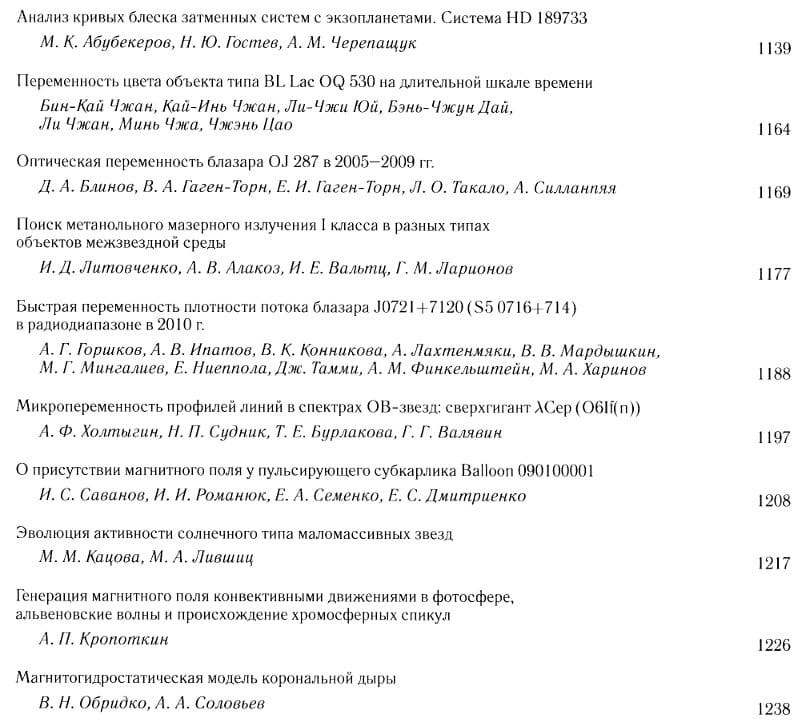 Анализ кривых блеска затменных систем с экзопланетами. Система HD 189733
М. К. Абубекеров, Н. Ю. Гостев, А. М. Черепащук 1139
Переменность цвета объекта типа BL Lac OQ 530 на длительной шкале времени
Бин-Кай Чжан, Кай-Инь Чжан, Ли-Чжи Юй, Бэнь-Чжун Дай,
Ли Чжан, Минь Чжа, Чжэнь Цао 1164
Оптическая переменность блазара OJ 287 в 2005—2009 гг.
Д. А. Блинов, В. А. Гаген-Торн, Е. И. Гаген-Торн, Л. О. Такало, А. Силланпяя 1169
Поиск метанольного мазерного излучения I класса в разных типах
объектов межзвездной среды
И. Д. Литовченко, А. В. Алакоз, И. Е. Вальтц, Г. М. Ларионов 1177
Быстрая переменность плотности потока блазара J0721+7120 (S5 0716+714)
в радиодиапазоне в 2010 г.
А. Г. Горшков, А. В. Ипатов, В. К. Конникова, А. Лахтенмяки, В. В. Мардышкин,
М. Г. Мингалиев, Е. Ниеппола, Дж. Тамми, А. М. Финкельштейн, М. А. Харинов 1188
Микропеременность профилей линий в спектрах ОВ-звезд: сверхгигант λCep (O6If(n))
А. Ф. Холтыгин, Н. П. Судник, Т. Е. Бурлакова, Г. Г. Валявин 1197
О присутствии магнитного поля у пульсирующего субкарлика Balloon 090100001
И. С. Саванов, И. И. Романюк, Е. А. Семенко, Е. С. Дмитриенко 1208
Эволюция активности солнечного типа маломассивных звезд
М. М. Кацова, М. А. Лившиц 1217
Генерация магнитного поля конвективными движениями в фотосфере,
альвеновские волны и происхождение хромосферных спикул
А. П. Кропоткин 1226
Магнитогидростатическая модель корональной дыры
В. Н. Обридко, А. А. Соловьев 1238